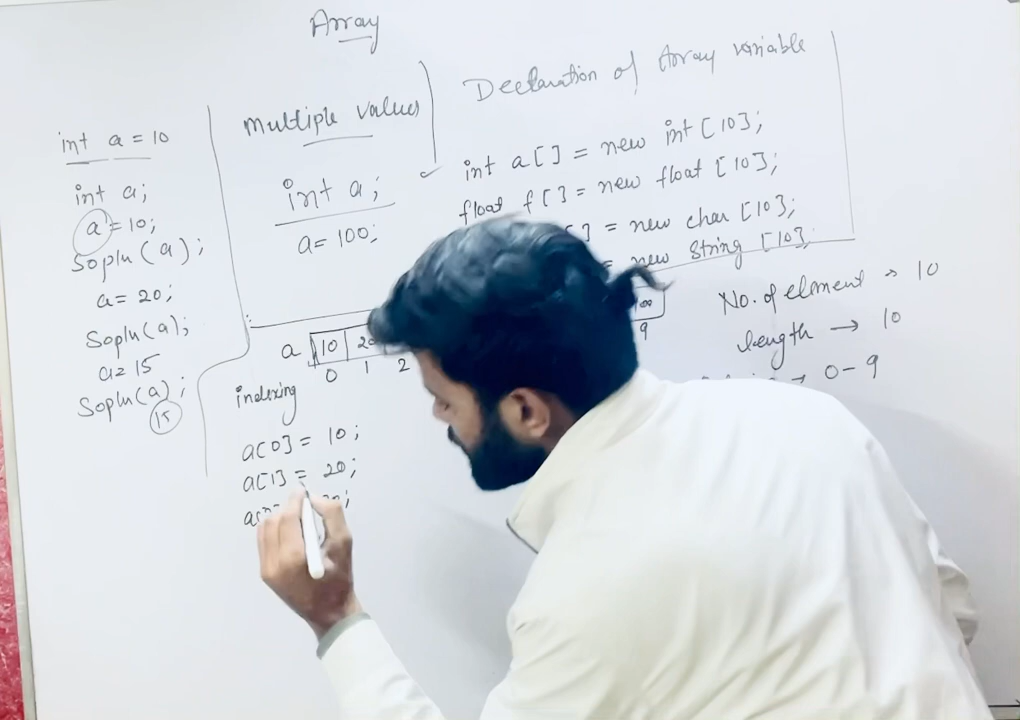 Array
int a = 10
int a;
a = 10;
Sopln(a);
a = 20;
Sopln(a);
a = 15
Sopln(a);
15
multiple values
int a;
a = 100;
Declaration of Array variable
int a[] = new int [10];
float f[] = new float [10];
[] = new char [10];
= new String [10];
a 10 20
0 1 2 9
indexing
a[0] = 10;
a[1] = 20;
No. of element → 10
length → 10
→ 0-9